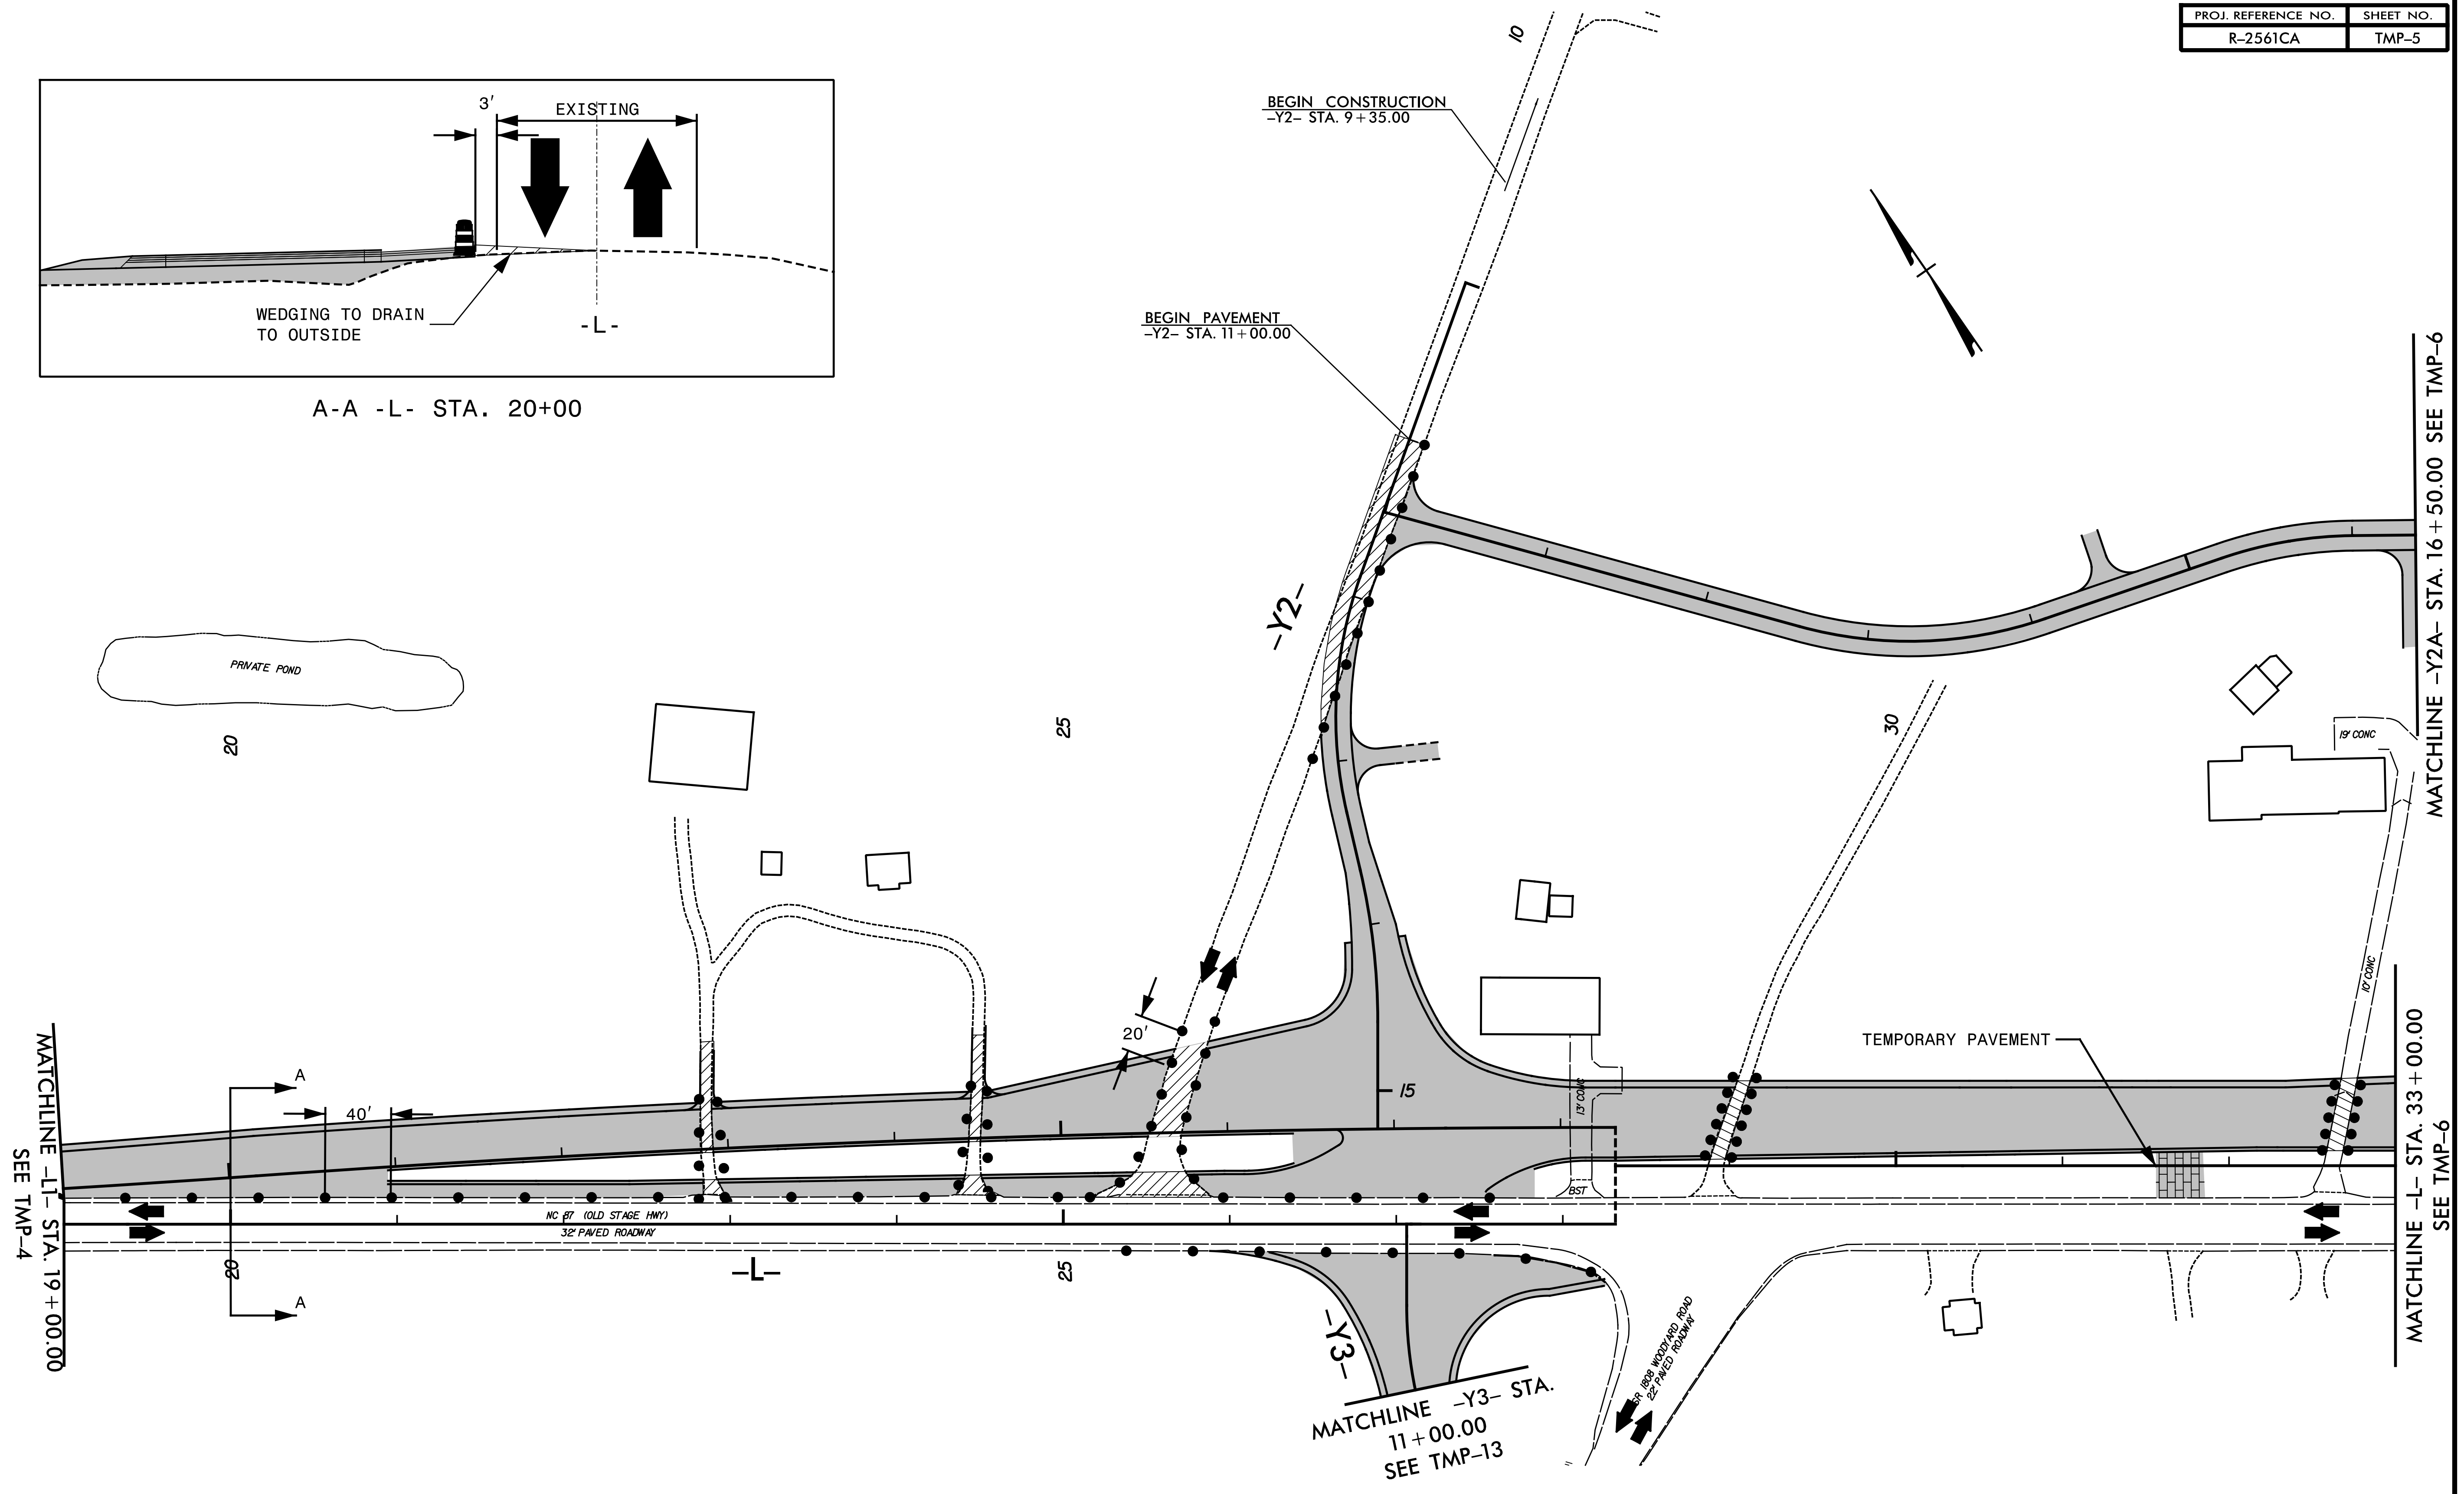 PROJ. REFERENCE NO. SHEET NO.
R-2561CA TMP-5
3' EXISTING
WEDGING TO DRAIN
TO OUTSIDE
-L-
A-A -L- STA. 20+00
10
BEGIN CONSTRUCTION
-Y2- STA. 9+35.00
BEGIN PAVEMENT
-Y2- STA. 11+00.00
MATCHLINE -Y2A- STA. 16+50.00 SEE TMP-6
-Y2-
PRIVATE POND
20
25
30
19' CONC
10' CONC
20'
TEMPORARY PAVEMENT
A
40'
15
13' CONC
BST
MATCHLINE -L1- STA. 19+00.00
SEE TMP-4
NC 87 (OLD STAGE HWY)
32' PAVED ROADWAY
20
A
-L-
25
MATCHLINE -L- STA. 33+00.00
SEE TMP-6
-Y3-
SR 1808 WOODYARD ROAD
22' PAVED ROADWAY
MATCHLINE -Y3- STA.
11+00.00
SEE TMP-13